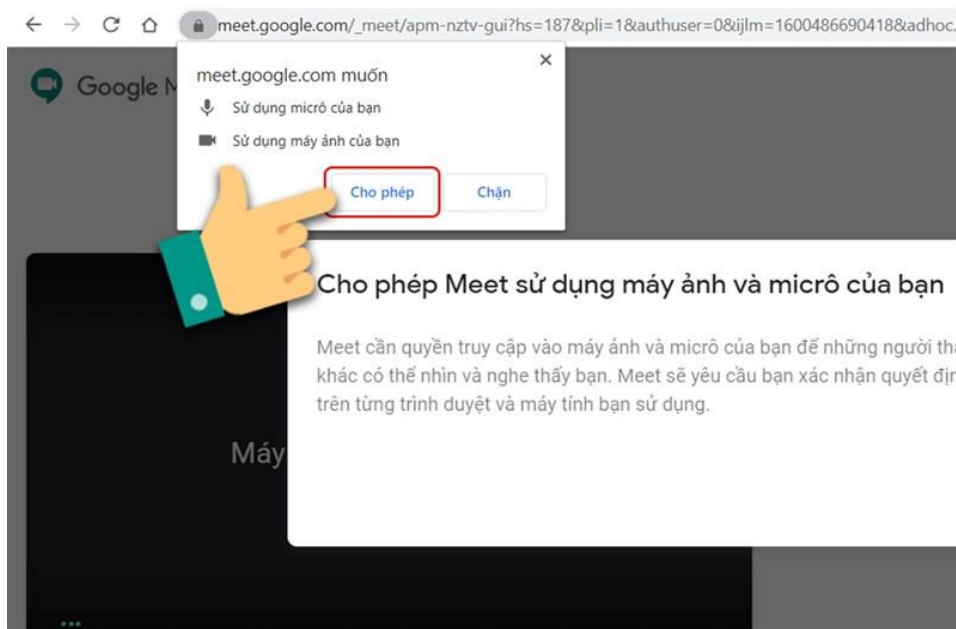 meet.google.com/_meet/apm-nztv-gui?hs=187&pli=1&authuser=0&ijlm=1600486690418&adhoc.
Google M
meet.google.com muốn
Sử dụng micrô của bạn
Sử dụng máy ảnh của bạn
Cho phép
Chặn
Cho phép Meet sử dụng máy ảnh và micrô của bạn
Meet cần quyền truy cập vào máy ảnh và micrô của bạn để những người
khác có thể nhìn và nghe thấy bạn. Meet sẽ yêu cầu bạn xác nhận quyết
trên từng trình duyệt và máy tính bạn sử dụng.
Máy